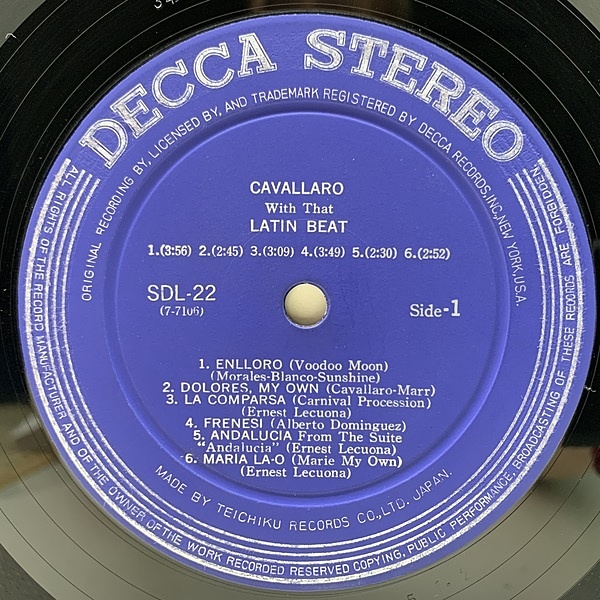 DECCA STEREO
ORIGINAL RECORDING BY, LICENSED BY, AND TRADEMARK REGISTERED BY DECCA RECORDS, INC, NEW YORK, U.S.A.
CAVALLARO
With That
LATIN BEAT
1.(3:56) 2.(2:45) 3.(3:09) 4.(3:49) 5.(2:30) 6.(2:52)
SDL-22
(7-7106)
Side-1
1. ENLLORO (Voodoo Moon)
(Morales-Blanco-Sunshine)
2. DOLORES, MY OWN (Cavallaro-Marr)
3. LA COMPARSA (Carnival Procession)
(Ernest Lecuona)
4. FRENESI (Alberto Dominguez)
5. ANDALUCIA From The Suite
"Andalucia" (Ernest Lecuona)
6. MARIA LA-O (Marie My Own)
(Ernest Lecuona)
MADE BY TEICHIKU RECORDS CO., LTD. JAPAN.
ALL RIGHTS OF THE RECORD MANUFACTURER AND OF THE OWNER OF THE WORK RECORDED RESERVED COPYING, PUBLIC PERFORMANCE, BROADCASTING OF THESE RECORDS ARE FORBIDDEN